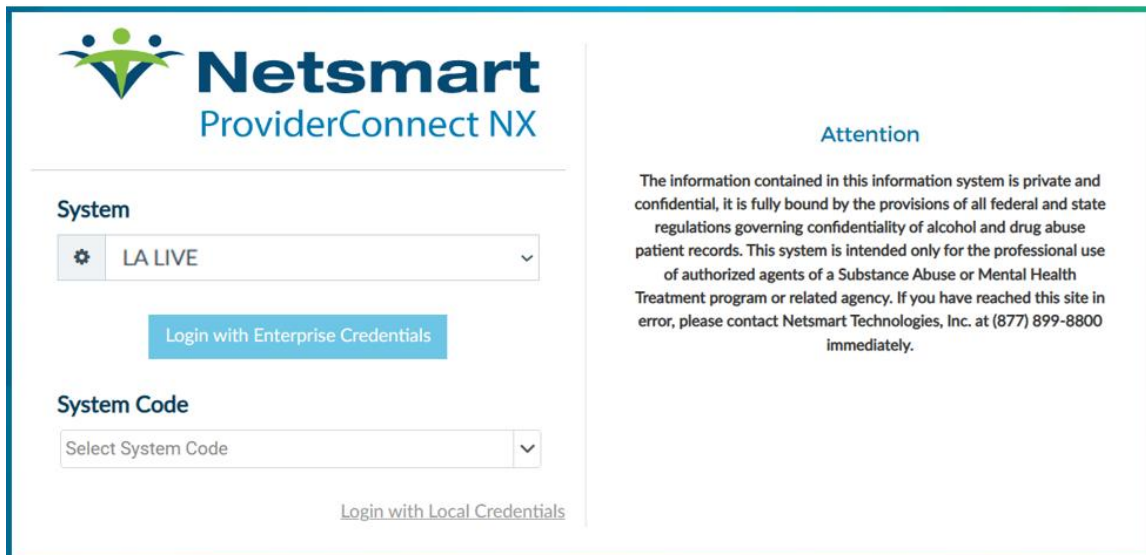 Netsmart
ProviderConnect NX
System
LA LIVE
Login with Enterprise Credentials
System Code
Select System Code
Login with Local Credentials
Attention
The information contained in this information system is private and
confidential, it is fully bound by the provisions of all federal and state
regulations governing confidentiality of alcohol and drug abuse
patient records. This system is intended only for the professional use
of authorized agents of a Substance Abuse or Mental Health
Treatment program or related agency. If you have reached this site in
error, please contact Netsmart Technologies, Inc. at (877) 899-8800
immediately.